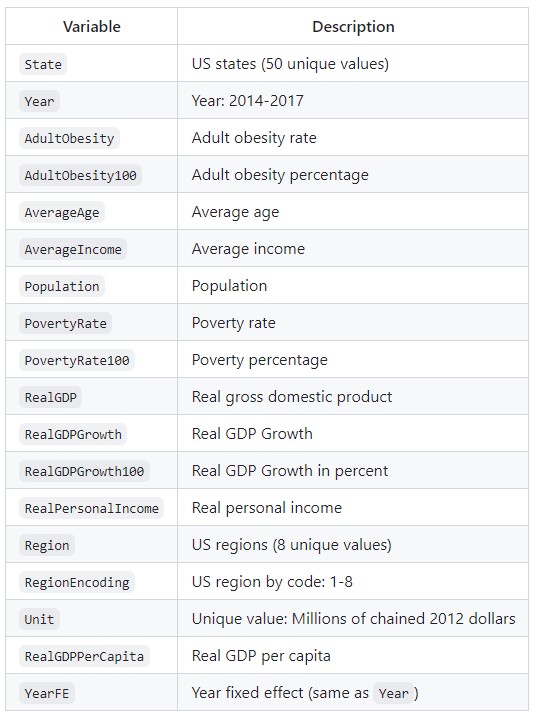 Variable Description
State US states (50 unique values)
Year Year: 2014-2017
AdultObesity Adult obesity rate
AdultObesity100 Adult obesity percentage
AverageAge Average age
AverageIncome Average income
Population Population
PovertyRate Poverty rate
PovertyRate100 Poverty percentage
RealGDP Real gross domestic product
RealGDPGrowth Real GDP Growth
RealGDPGrowth100 Real GDP Growth in percent
RealPersonalIncome Real personal income
Region US regions (8 unique values)
RegionEncoding US region by code: 1-8
Unit Unique value: Millions of chained 2012 dollars
RealGDPPerCapita Real GDP per capita
YearFE Year fixed effect (same as Year )